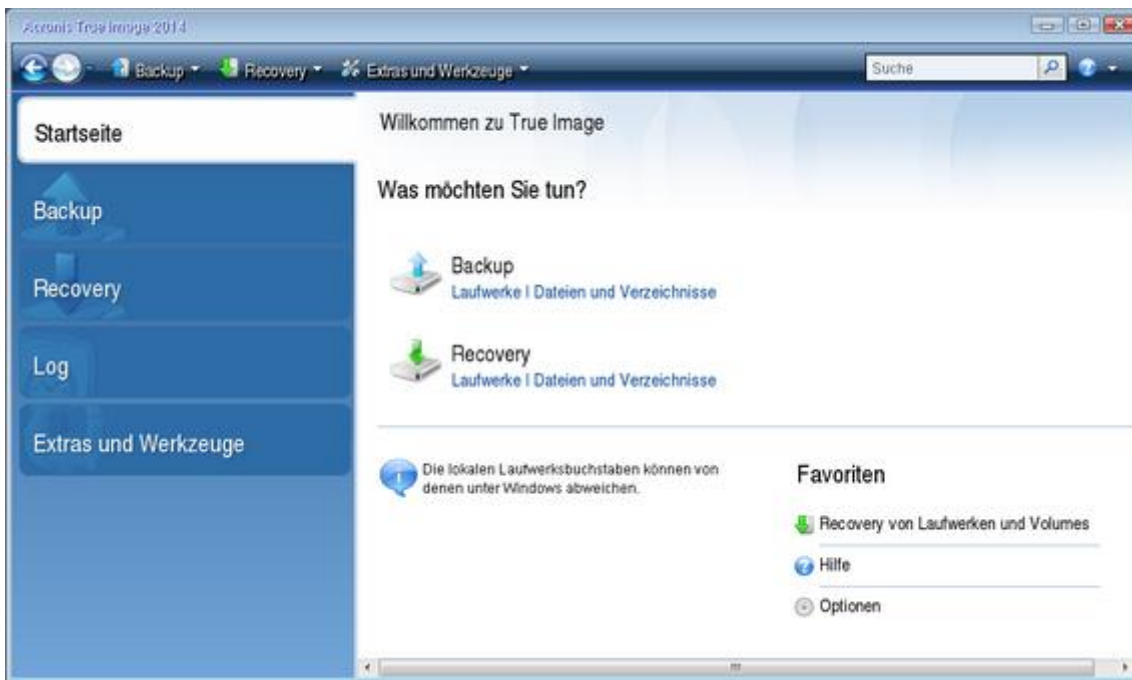 Acronis True Image 2014
Backup Recovery Extras und Werkzeuge Suche
Startseite
Backup
Recovery
Log
Extras und Werkzeuge
Willkommen zu True Image
Was möchten Sie tun?
Backup
Laufwerke | Dateien und Verzeichnisse
Recovery
Laufwerke | Dateien und Verzeichnisse
Die lokalen Laufwerksbuchstaben können von
denen unter Windows abweichen.
Favoriten
Recovery von Laufwerken und Volumes
Hilfe
Optionen